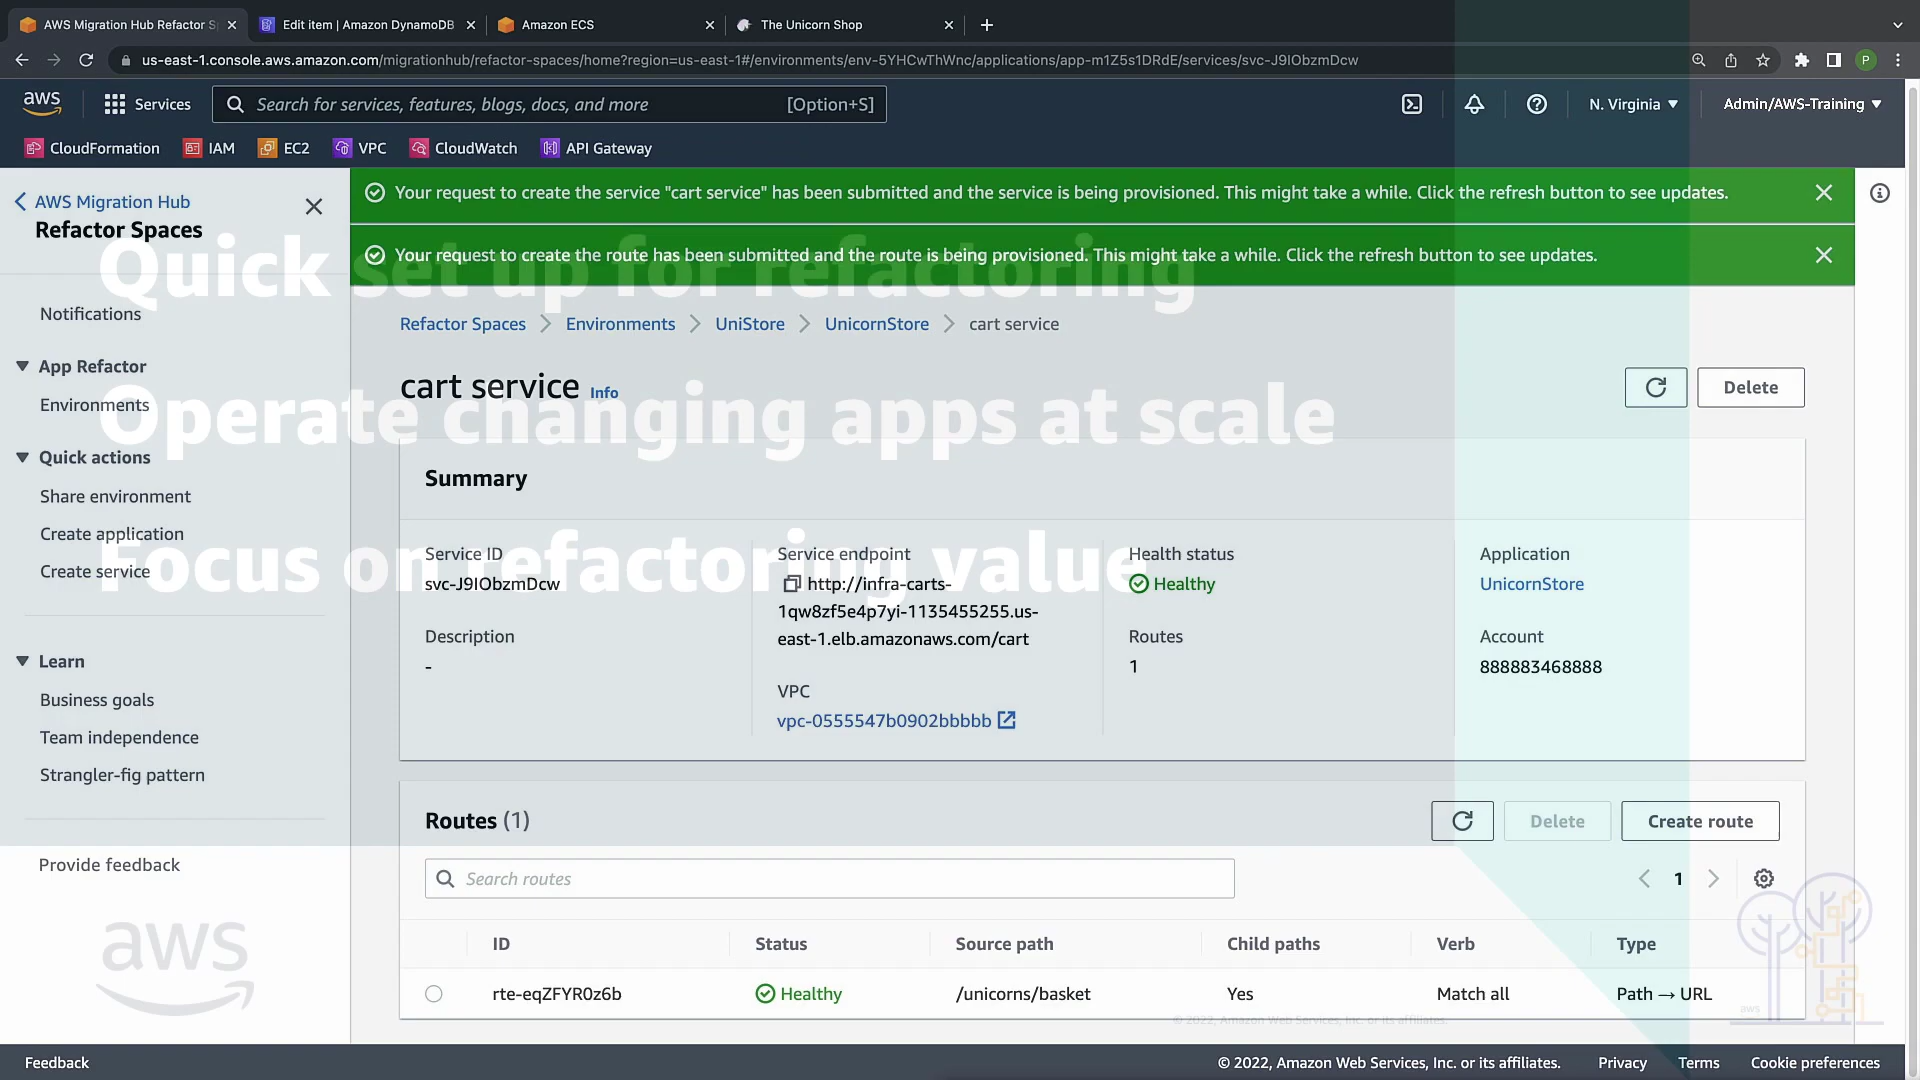 AWS Migration Hub Refactor S
Edit item | Amazon DynamoDB
Amazon ECS
The Unicorn Shop
us-east-1.console.aws.amazon.com/migrationhub/refactor-spaces/home?region=us-east-1#/environments/env-5YHCwThWnc/applications/app-m1Z5s1DRdE/services/svc-J9IObzmDcw
P
aws
Services
Search for services, features, blogs, docs, and more
[Option+S]
N. Virginia
Admin/AWS-Training
CloudFormation
IAM
EC2
VPC
CloudWatch
API Gateway
AWS Migration Hub
Refactor Spaces
Your request to create the service "cart service" has been submitted and the service is being provisioned. This might take a while. Click the refresh button to see updates.
Your request to create the route has been submitted and the route is being provisioned. This might take a while. Click the refresh button to see updates.
Quick set up for refactoring
Operate changing apps at scale
Focus on refactoring value
Notifications
App Refactor
Environments
Quick actions
Share environment
Create application
Create service
Learn
Business goals
Team independence
Strangler-fig pattern
Provide feedback
aws
Refactor Spaces
Environments
UniStore
UnicornStore
cart service
cart service Info
Delete
Summary
Service ID
svc-J9IObzmDcw
Description
-
Service endpoint
http://infra-carts-
1qw8zf5e4p7yi-1135455255.us-
east-1.elb.amazonaws.com/cart
VPC
vpc-0555547b0902bbbbb
Health status
Healthy
Routes
1
Application
UnicornStore
Account
888883468888
Routes (1)
Delete
Create route
Search routes
1
ID
Status
Source path
Child paths
Verb
Type
rte-eqZFYR0z6b
Healthy
/unicorns/basket
Yes
Match all
Path → URL
aws
© 2022, Amazon Web Services, Inc. or its affiliates.
Feedback
© 2022, Amazon Web Services, Inc. or its affiliates.
Privacy
Terms
Cookie preferences